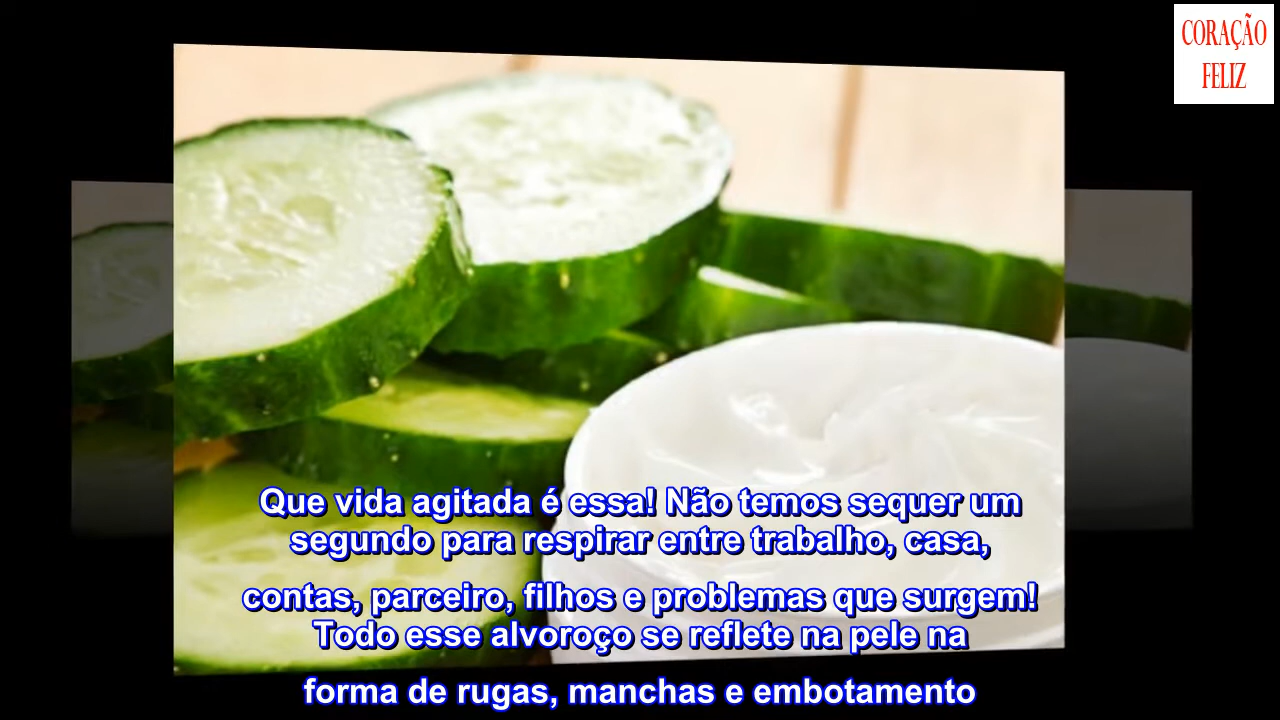 CORAÇÃO
FELIZ
Que vida agitada é essa! Não temos sequer um
segundo para respirar entre trabalho, casa,
contas, parceiro, filhos e problemas que surgem!
Todo esse alvoroço se reflete na pele na
forma de rugas, manchas e embotamento